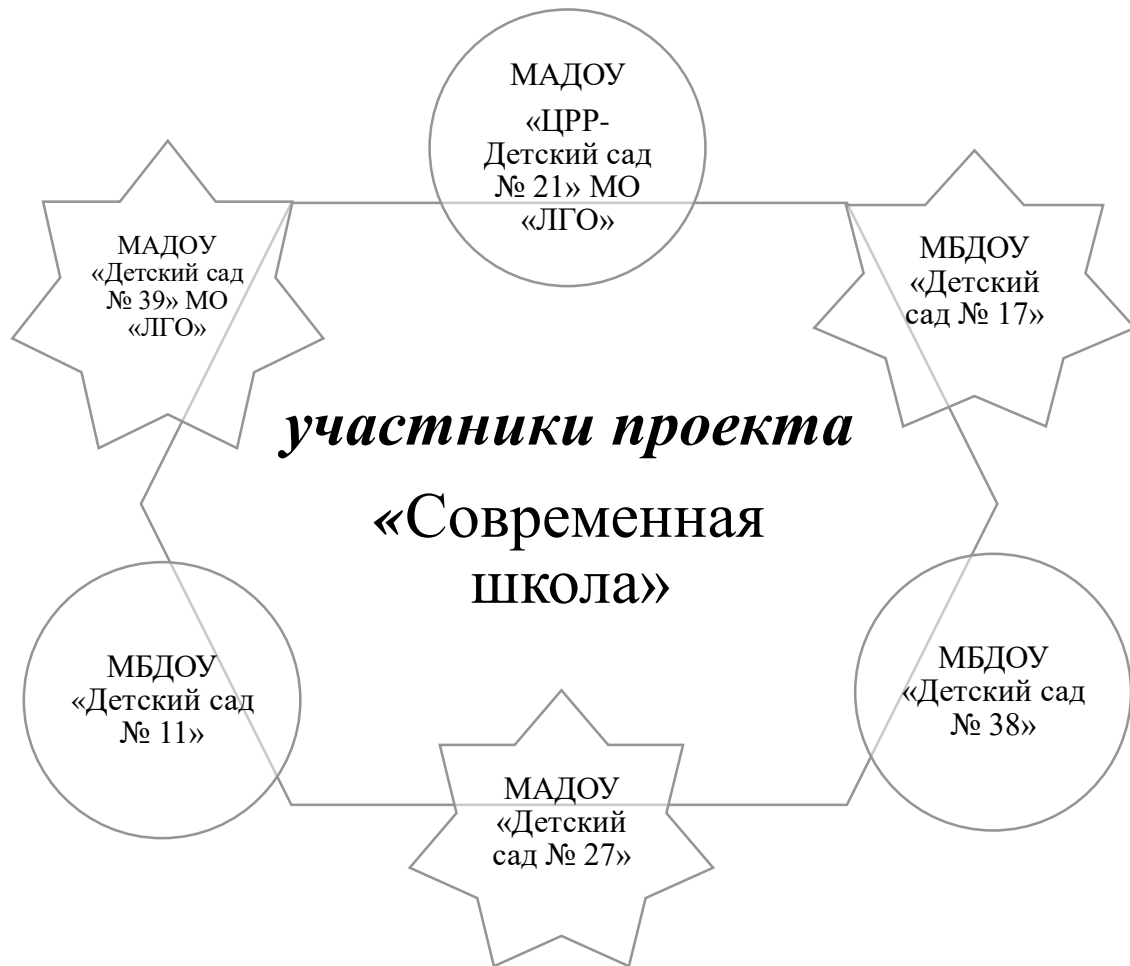 МАДОУ
«ЦРР-
Детский сад
№ 21» МО
«ЛГО»
МАДОУ
«Детский сад
№ 39» МО
«ЛГО»
МБДОУ
«Детский
сад № 17»
участники проекта
«Современная
школа»
МБДОУ
«Детский сад
№ 11»
МБДОУ
«Детский сад
№ 38»
МАДОУ
«Детский
сад № 27»